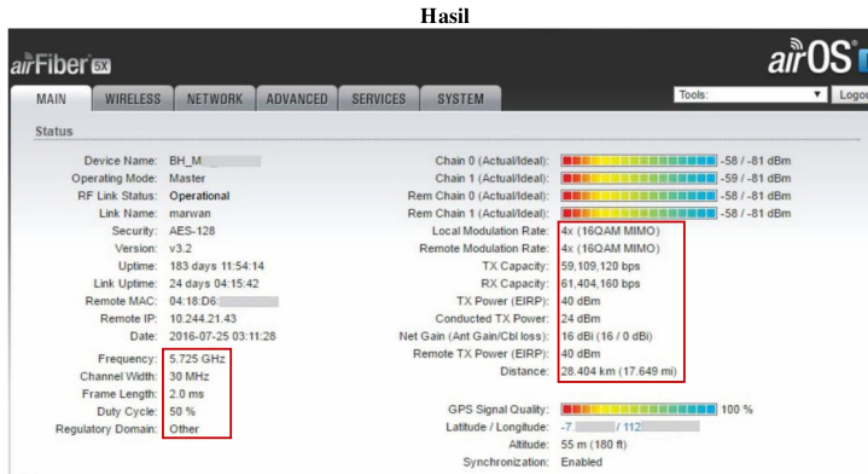 Hasil
airFiber 5X
airOS
MAIN WIRELESS NETWORK ADVANCED SERVICES SYSTEM Tools: Logou
Status
Device Name: BH_M
Operating Mode: Master
RF Link Status: Operational
Link Name: marwan
Security: AES-128
Version: v3.2
Uptime: 183 days 11:54:14
Link Uptime: 24 days 04:15:42
Remote MAC: 04:18:D6:
Remote IP: 10.244.21.43
Date: 2016-07-25 03:11:28
Frequency: 5.725 GHz
Channel Width: 30 MHz
Frame Length: 2.0 ms
Duty Cycle: 50 %
Regulatory Domain: Other
Chain 0 (Actual/Ideal): -58 / -81 dBm
Chain 1 (Actual/Ideal): -59 / -81 dBm
Rem Chain 0 (Actual/Ideal): -58 / -81 dBm
Rem Chain 1 (Actual/Ideal): -58 / -81 dBm
Local Modulation Rate: 4x (16QAM MIMO)
Remote Modulation Rate: 4x (16QAM MIMO)
TX Capacity: 59,109,120 bps
RX Capacity: 61,404,160 bps
TX Power (EIRP): 40 dBm
Conducted TX Power: 24 dBm
Net Gain (Ant Gain/Cbl loss): 16 dBi (16 / 0 dBi)
Remote TX Power (EIRP): 40 dBm
Distance: 28.404 km (17.649 mi)
GPS Signal Quality: 100 %
Latitude / Longitude: -7. / 112
Altitude: 55 m (180 ft)
Synchronization: Enabled